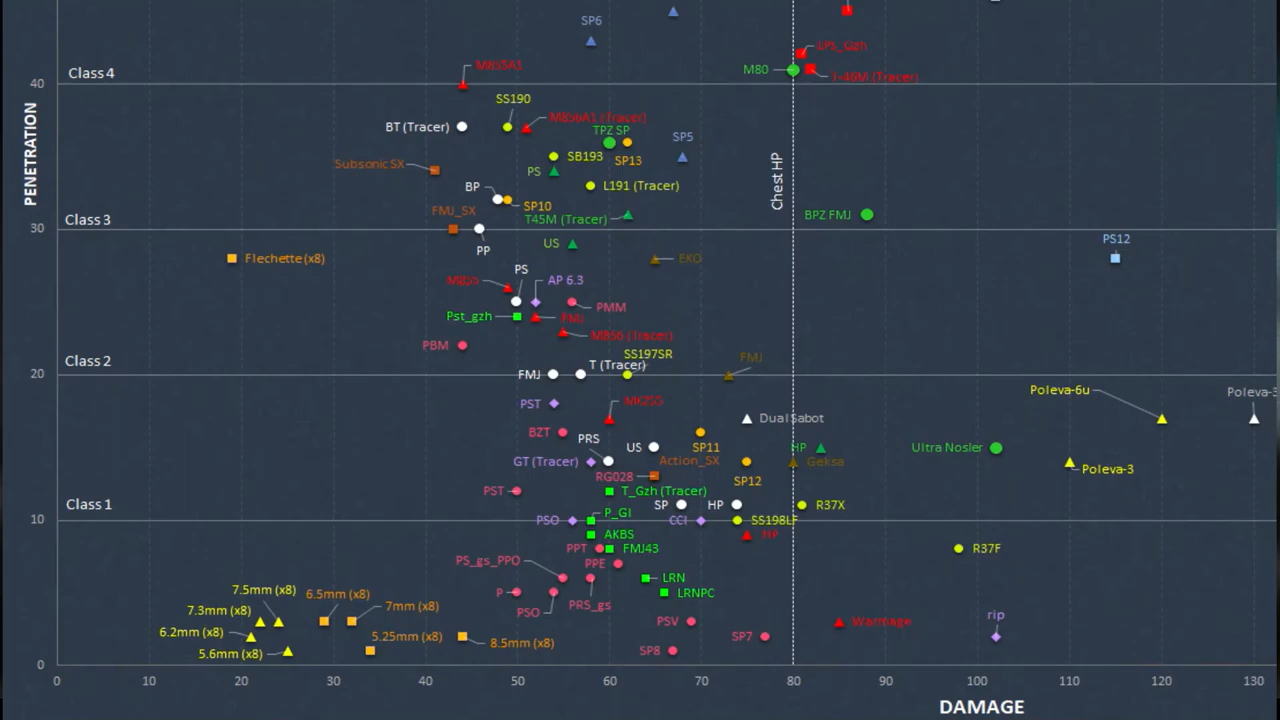 SP6
LPS_Gzh
M80
T-46M (Tracer)
Class 4
40
M855A1
SS190
BT (Tracer)
M856A1 (Tracer)
TPZ SP
SP13
SP5
PENETRATION
Subsonic SX
SB193
PS
Chest HP
BP
SP10
L191 (Tracer)
FMJ_SX
T45M (Tracer)
BPZ FMJ
Class 3
30
PP
US
PS12
Flechette (x8)
EKO
PS
M855
AP 6.3
PMM
Pst_gzh
FMJ
M856 (Tracer)
PBM
SS197SR
FMJ
Class 2
20
FMJ
T (Tracer)
Poleva-6u
PST
MK255
Dual Sabot
BZT
PRS
US
SP11
HP
Ultra Nosler
GT (Tracer)
Action_SX
Geksa
Poleva-3
RG028
SP12
PST
T_Gzh (Tracer)
Class 1
10
SP
HP
R37X
PSO
P_GI
CCI
SS198LF
AKBS
HP
PPT
FMJ43
R37F
PS_gs_PPO
PPE
LRN
7.5mm (x8)
6.5mm (x8)
P
PSO
PRS_gs
LRNPC
7.3mm (x8)
7mm (x8)
PSV
Warmage
rip
6.2mm (x8)
5.25mm (x8)
8.5mm (x8)
SP7
5.6mm (x8)
SP8
0
0 10 20 30 40 50 60 70 80 90 100 110 120 130
DAMAGE